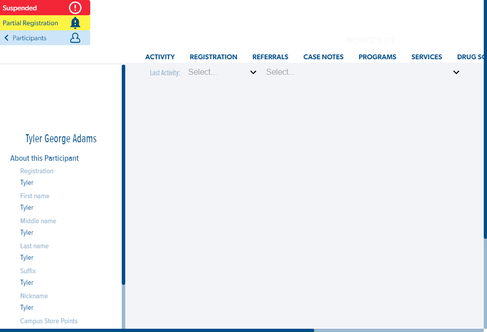 Suspended
Partial Registration
Participants
ACTIVITY REGISTRATION REFERRALS CASE NOTES PROGRAMS SERVICES DRUG SC
Last Activity: Select... Select...
Tyler George Adams
About this Participant
Registration
Tyler
First name
Tyler
Middle name
Tyler
Last name
Tyler
Suffix
Tyler
Nickname
Tyler
Campus Store Points